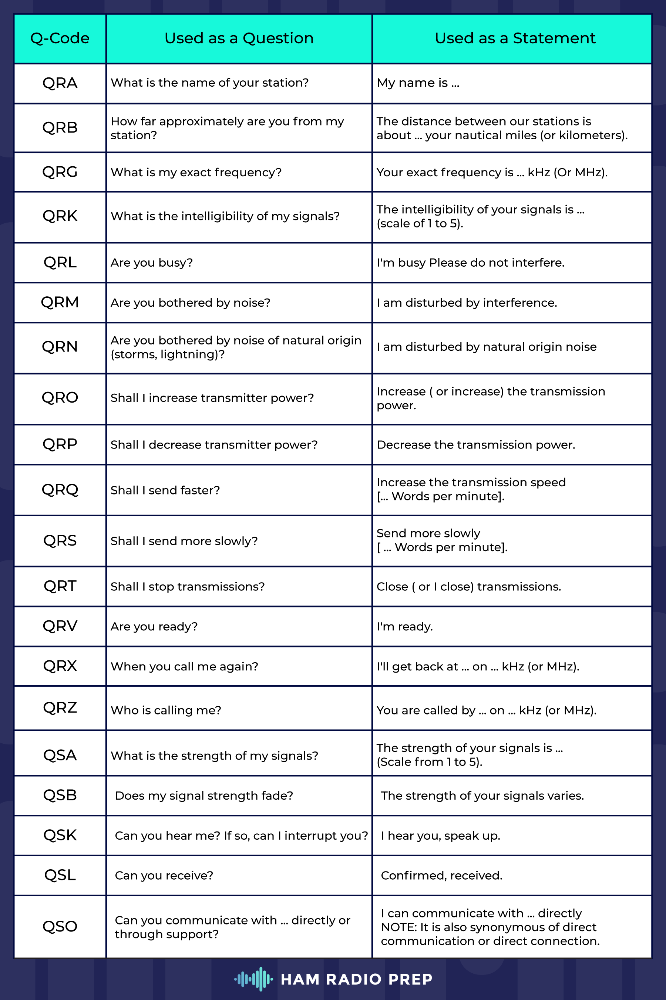 Q-Code Used as a Question Used as a Statement
QRA What is the name of your station? My name is ...
QRB
How far approximately are you from my
station?
The distance between our stations is
about ... your nautical miles (or kilometers).
QRG What is my exact frequency? Your exact frequency is ... kHz (Or MHz).
QRK What is the intelligibility of my signals?
The intelligibility of your signals is ...
(scale of 1 to 5).
QRL Are you busy? I'm busy Please do not interfere.
QRM Are you bothered by noise? I am disturbed by interference.
QRN
Are you bothered by noise of natural origin
(storms, lightning)?
I am disturbed by natural origin noise
QRO Shall I increase transmitter power?
Increase ( or increase) the transmission
power.
QRP Shall I decrease transmitter power? Decrease the transmission power.
QRQ Shall I send faster?
Increase the transmission speed
[... Words per minute].
QRS Shall I send more slowly?
Send more slowly
[ ... Words per minute].
QRT Shall I stop transmissions? Close ( or I close) transmissions.
QRV Are you ready? I'm ready.
QRX When you call me again? I'll get back at ... on ... kHz (or MHz).
QRZ Who is calling me? You are called by ... on ... kHz (or MHz).
QSA What is the strength of my signals?
The strength of your signals is ...
(Scale from 1 to 5).
QSB Does my signal strength fade? The strength of your signals varies.
QSK Can you hear me? If so, can I interrupt you? I hear you, speak up.
QSL Can you receive? Confirmed, received.
QSO
Can you communicate with ... directly or
through support?
I can communicate with ... directly
NOTE: It is also synonymous of direct
communication or direct connection.
HAM RADIO PREP